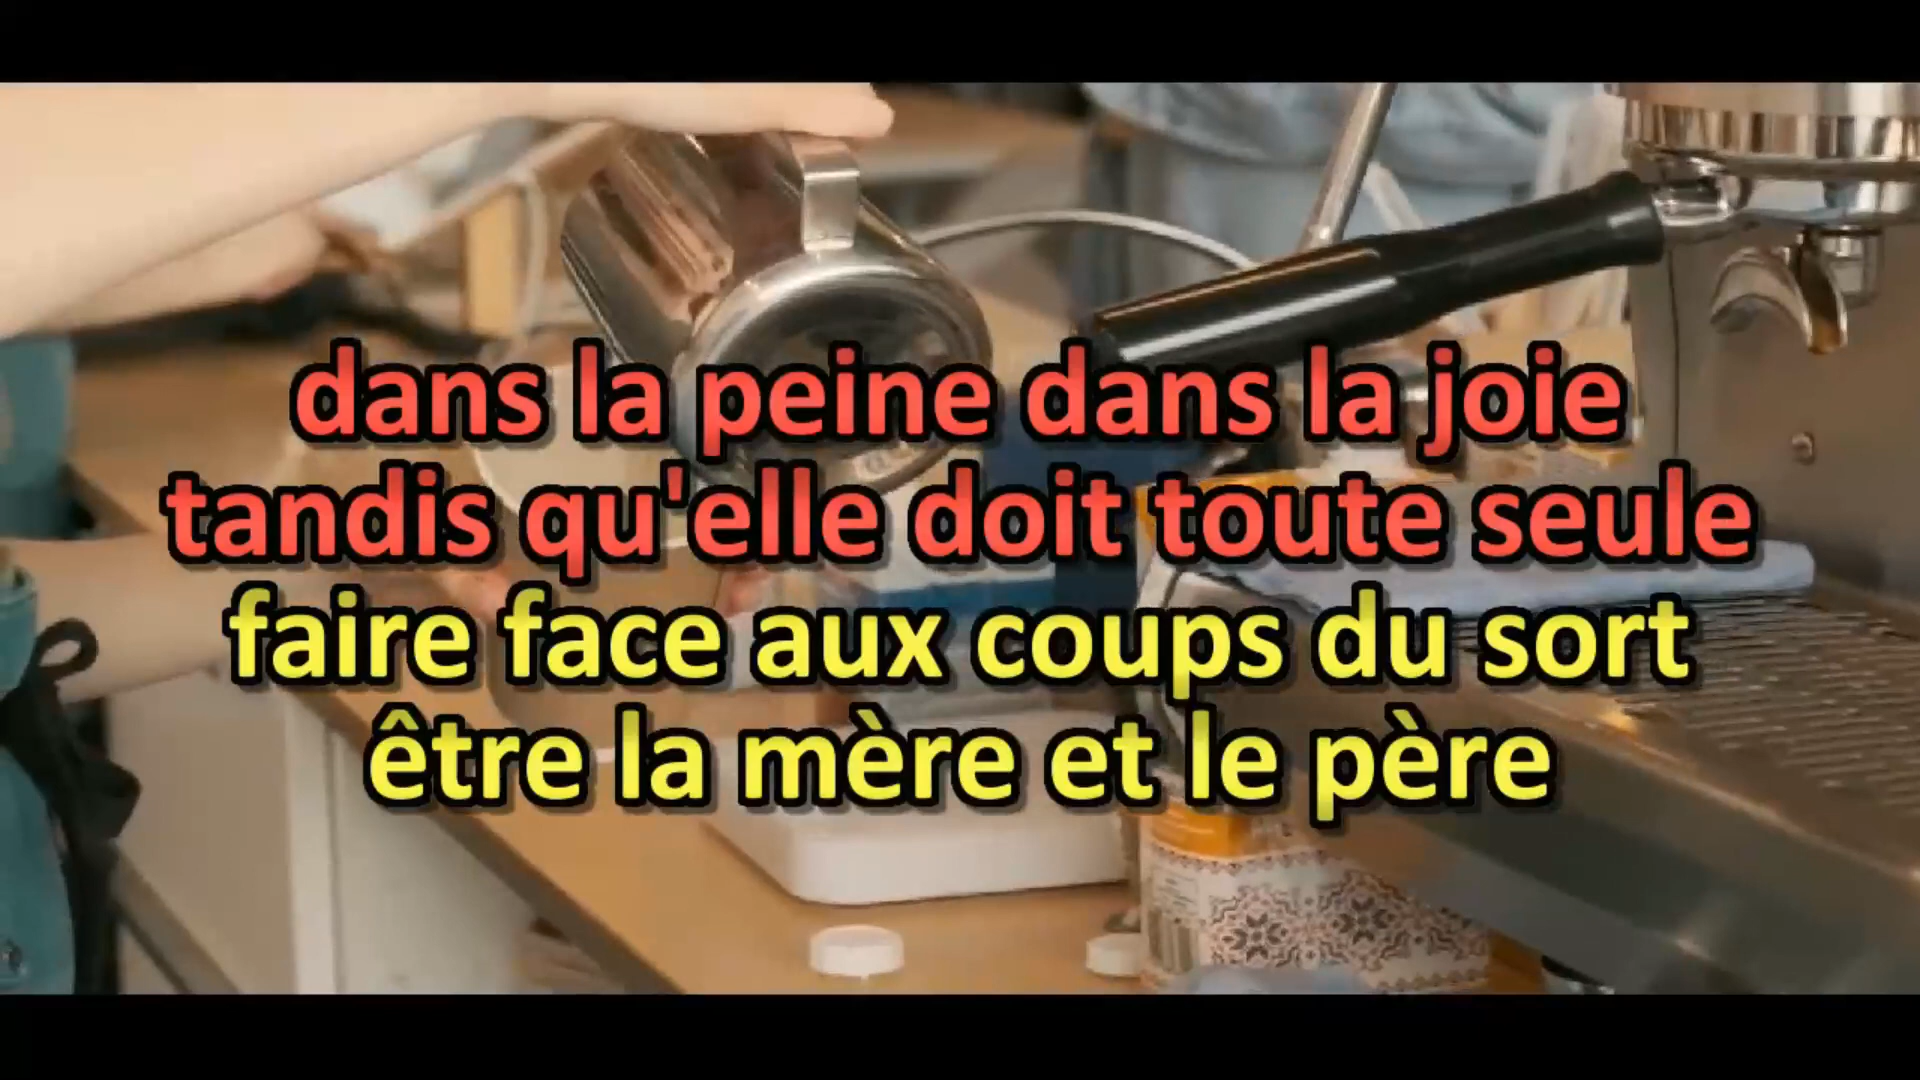 dans la peine dans la joie
tandis qu'elle doit toute seule
faire face aux coups du sort
être la mère et le père